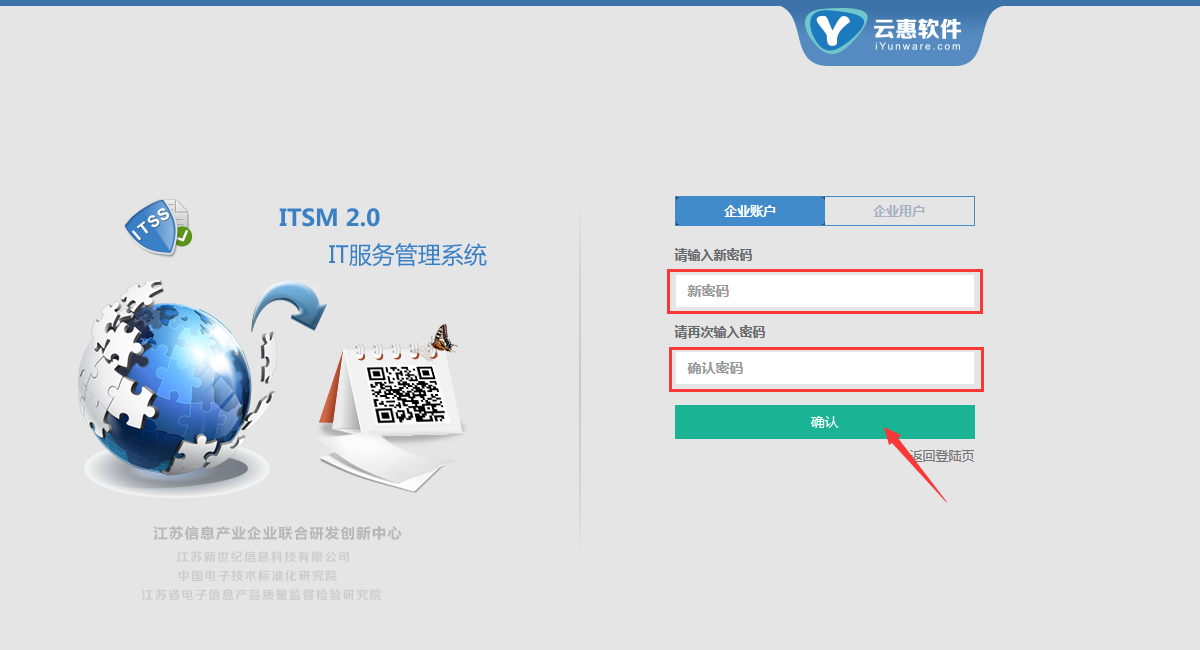 云惠软件
iYunware.com
ITSS
ITSM 2.0
IT服务管理系统
企业账户
企业用户
请输入新密码
新密码
请再次输入密码
确认密码
确认
返回登陆页
江苏信息产业企业联合研发创新中心
江苏新世纪信息科技有限公司
中国电子技术标准化研究院
江苏省电子信息产品质量监督检验研究院